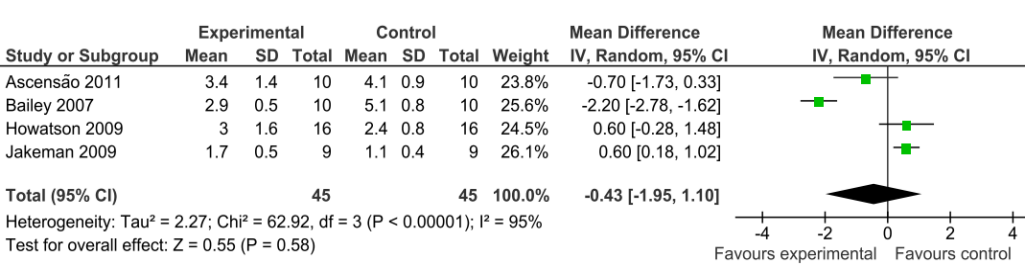 Experimental Control Mean Difference Mean Difference
Study or Subgroup Mean SD Total Mean SD Total Weight IV, Random, 95% CI IV, Random, 95% CI
Ascensão 2011 3.4 1.4 10 4.1 0.9 10 23.8% -0.70 [-1.73, 0.33]
Bailey 2007 2.9 0.5 10 5.1 0.8 10 25.6% -2.20 [-2.78, -1.62]
Howatson 2009 3 1.6 16 2.4 0.8 16 24.5% 0.60 [-0.28, 1.48]
Jakeman 2009 1.7 0.5 9 1.1 0.4 9 26.1% 0.60 [0.18, 1.02]
Total (95% CI) 45 45 100.0% -0.43 [-1.95, 1.10]
Heterogeneity: Tau² = 2.27; Chi² = 62.92, df = 3 (P < 0.00001); I² = 95%
Test for overall effect: Z = 0.55 (P = 0.58)
-4 -2 0 2 4
Favours experimental Favours control